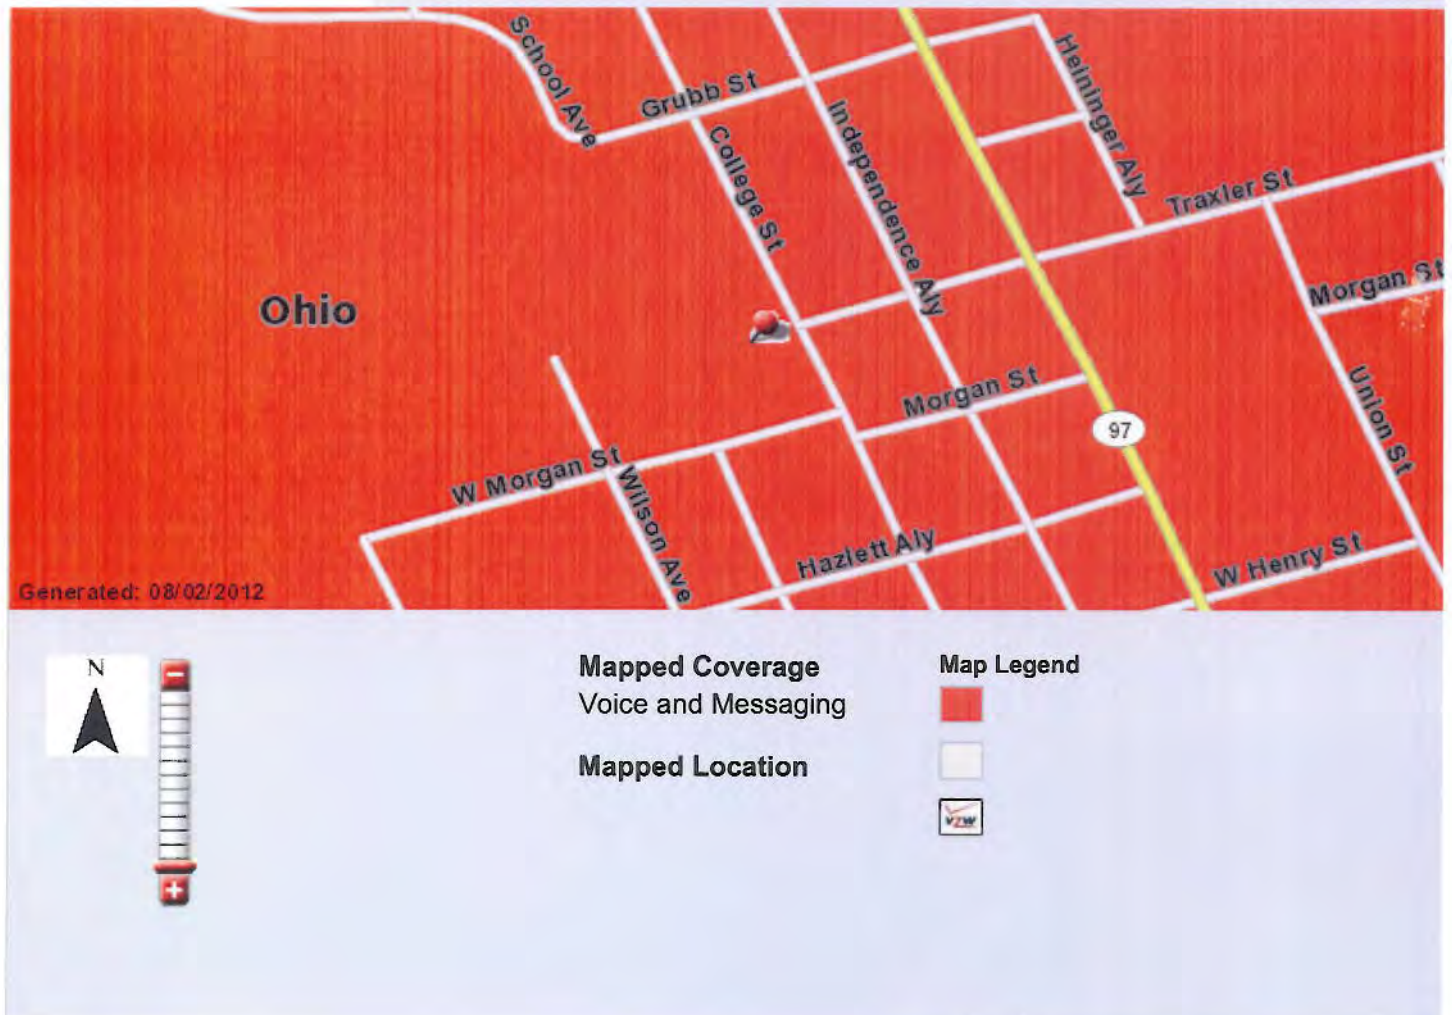 School Ave
Grubb St
College St
Independence Aly
Heininger Aly
Traxler St
Morgan St
Ohio
Morgan St
97
Union St
W Morgan St
Wilson Ave
Hazlett Aly
W Henry St
Generated: 08/02/2012
N
Mapped Coverage
Voice and Messaging
Mapped Location
Map Legend
vzw